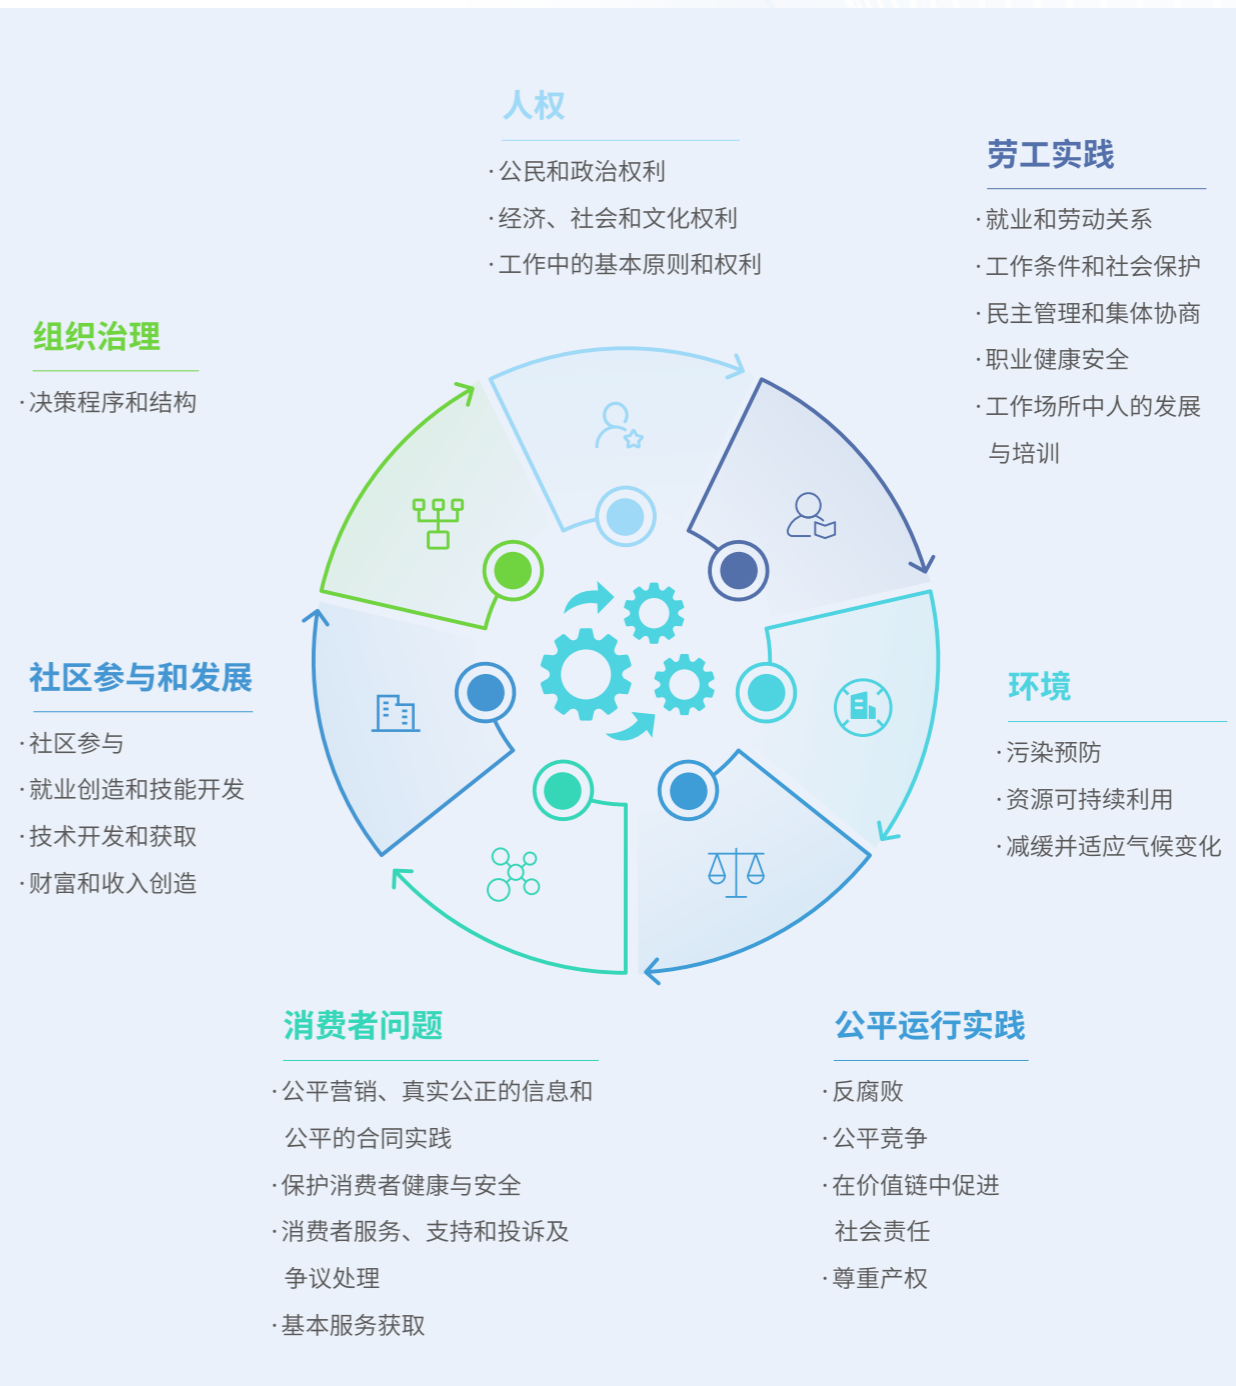 人权
·公民和政治权利
·经济、社会和文化权利
·工作中的基本原则和权利
劳工实践
·就业和劳动关系
·工作条件和社会保护
·民主管理和集体协商
·职业健康安全
·工作场所中人的发展
与培训
组织治理
·决策程序和结构
社区参与和发展
·社区参与
·就业创造和技能开发
·技术开发和获取
·财富和收入创造
环境
·污染预防
·资源可持续利用
·减缓并适应气候变化
消费者问题
·公平营销、真实公正的信息和
公平的合同实践
·保护消费者健康与安全
·消费者服务、支持和投诉及
争议处理
·基本服务获取
公平运行实践
·反腐败
·公平竞争
·在价值链中促进
社会责任
·尊重产权